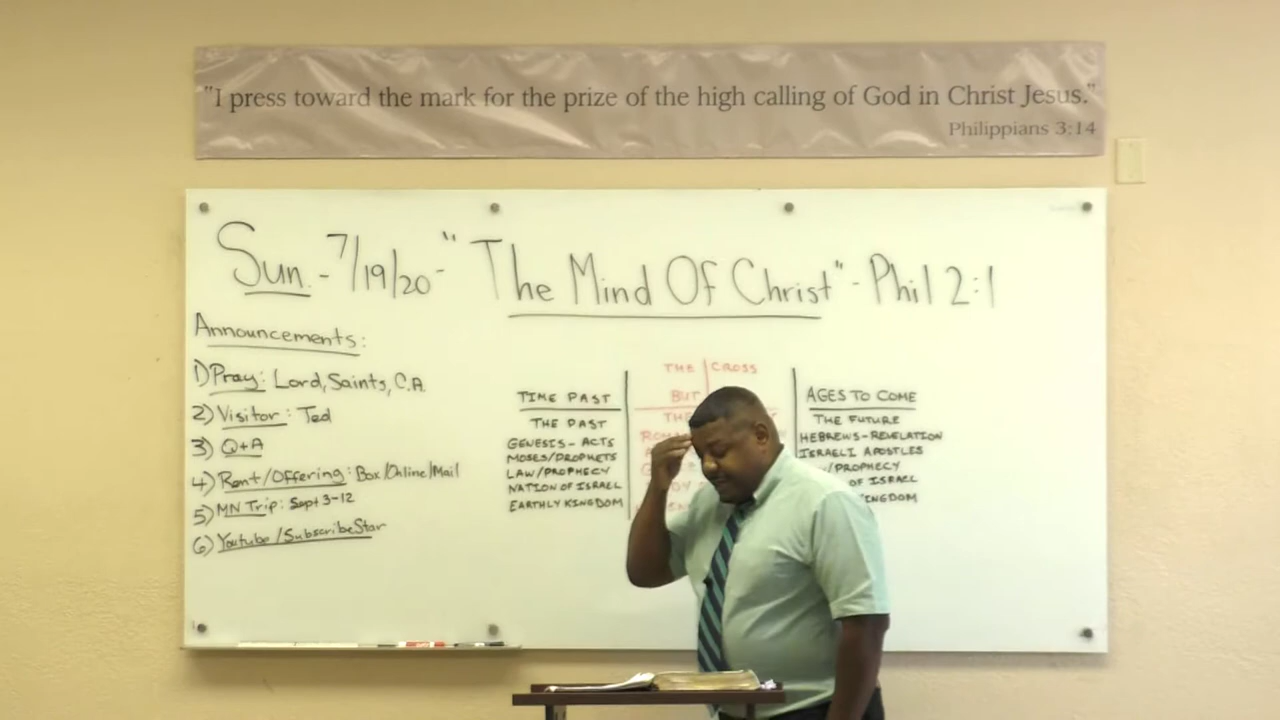 "I press toward the mark for the prize of the high calling of God in Christ Jesus."
Philippians 3:14
Sun. - 7/19/20 - "The Mind Of Christ" - Phil 2:1
Announcements:
1) Pray: Lord, Saints, C.A.
2) Visitor: Ted
3) Q+A
4) Rent/Offering: Box/Online/Mail
5) MN Trip: Sept 3-12
6) Youtube/SubscribeStar
TIME PAST
THE PAST
GENESIS - ACTS
MOSES/PROPHETS
LAW/PROPHECY
NATION OF ISRAEL
EARTHLY KINGDOM
THE CROSS
BUT
THE
AGES TO COME
THE FUTURE
HEBREWS - REVELATION
ISRAELI APOSTLES
/PROPHECY
OF ISRAEL
KINGDOM